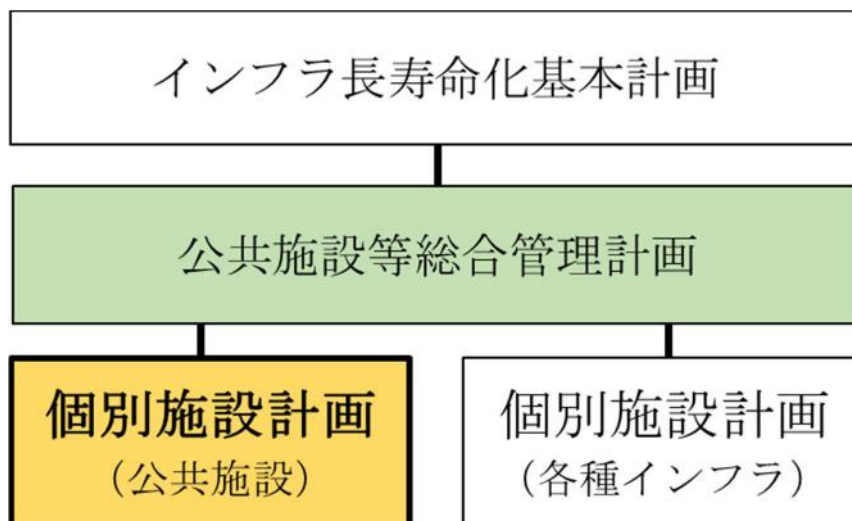 インフラ長寿命化基本計画
公共施設等総合管理計画
個別施設計画
（公共施設）
個別施設計画
（各種インフラ）